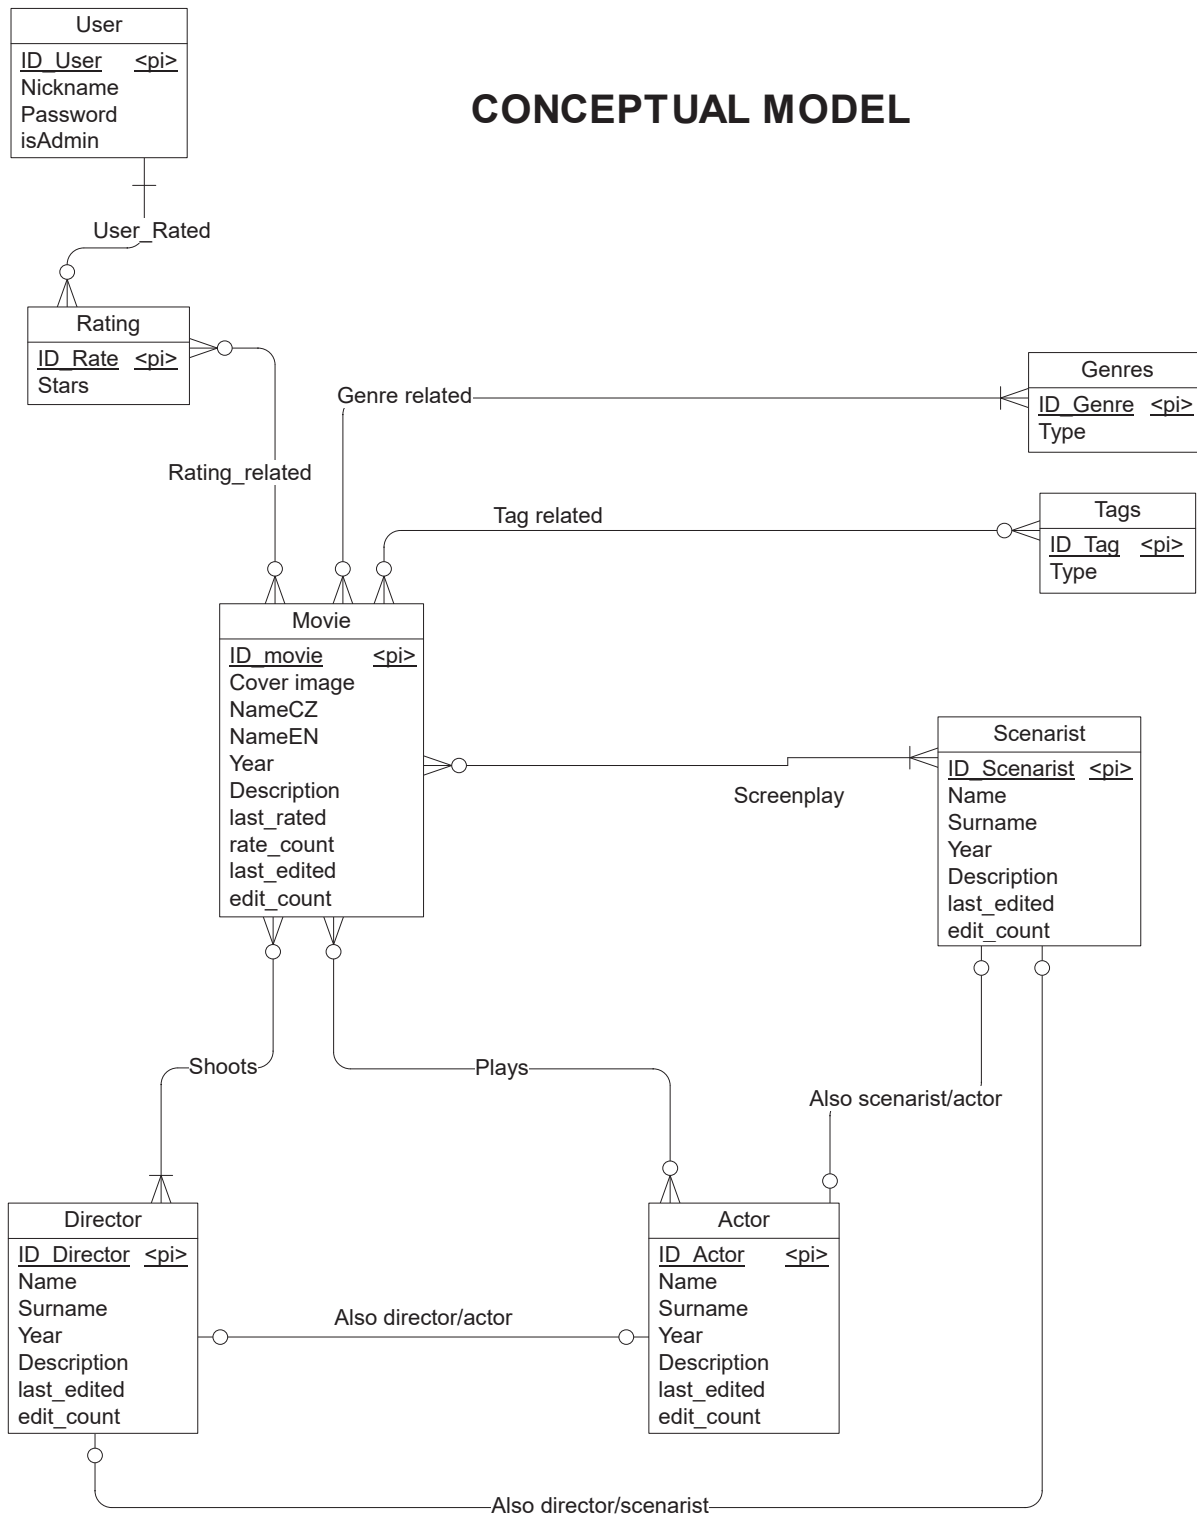 User
ID_User <pi>
Nickname
Password
isAdmin
CONCEPTUAL MODEL
User_Rated
Rating
ID_Rate <pi>
Stars
Genre related
Genres
ID_Genre <pi>
Type
Rating_related
Tag related
Tags
ID_Tag <pi>
Type
Movie
ID_movie <pi>
Cover image
NameCZ
NameEN
Year
Description
last_rated
rate_count
last_edited
edit_count
Screenplay
Scenarist
ID_Scenarist <pi>
Name
Surname
Year
Description
last_edited
edit_count
Shoots
Plays
Also scenarist/actor
Director
ID_Director <pi>
Name
Surname
Year
Description
last_edited
edit_count
Also director/actor
Actor
ID_Actor <pi>
Name
Surname
Year
Description
last_edited
edit_count
Also director/scenarist